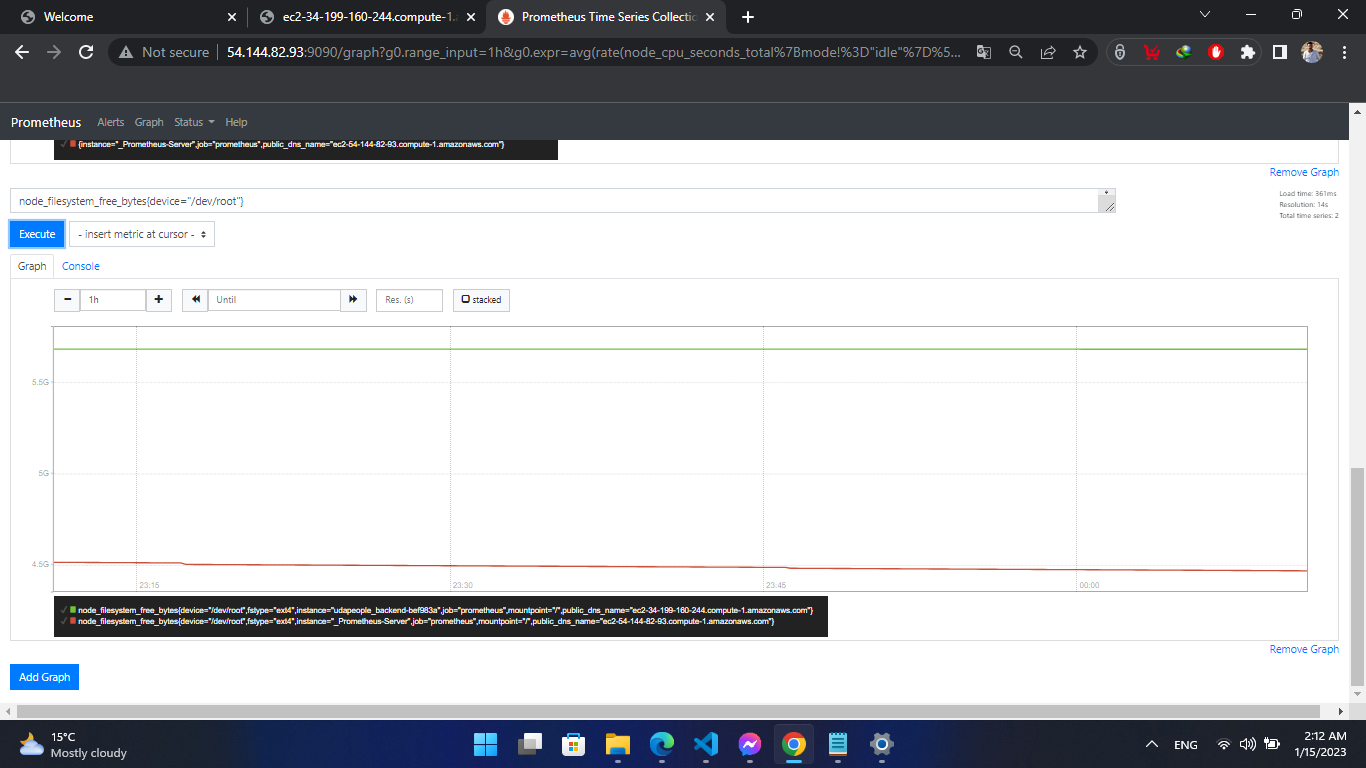 Welcome
ec2-34-199-160-244.compute-1.a
Prometheus Time Series Collectio
Not secure
54.144.82.93:9090/graph?g0.range_input=1h&g0.expr=avg(rate(node_cpu_seconds_total%7Bmode!%3D"idle"%7D%5...
Prometheus
Alerts
Graph
Status
Help
{instance="_Prometheus-Server",job="prometheus",public_dns_name="ec2-54-144-82-93.compute-1.amazonaws.com"}
Remove Graph
node_filesystem_free_bytes{device="/dev/root"}
Load time: 361ms
Resolution: 14s
Total time series: 2
Execute
- insert metric at cursor -
Graph
Console
1h
Until
Res. (s)
stacked
5.5G
5G
4.5G
23:15
23:30
23:45
00:00
node_filesystem_free_bytes{device="/dev/root",fstype="ext4",instance="udapeople_backend-bef983a",job="prometheus",mountpoint="/",public_dns_name="ec2-34-199-160-244.compute-1.amazonaws.com"}
node_filesystem_free_bytes{device="/dev/root",fstype="ext4",instance="_Prometheus-Server",job="prometheus",mountpoint="/",public_dns_name="ec2-54-144-82-93.compute-1.amazonaws.com"}
Remove Graph
Add Graph
15°C
Mostly cloudy
ENG
2:12 AM
1/15/2023